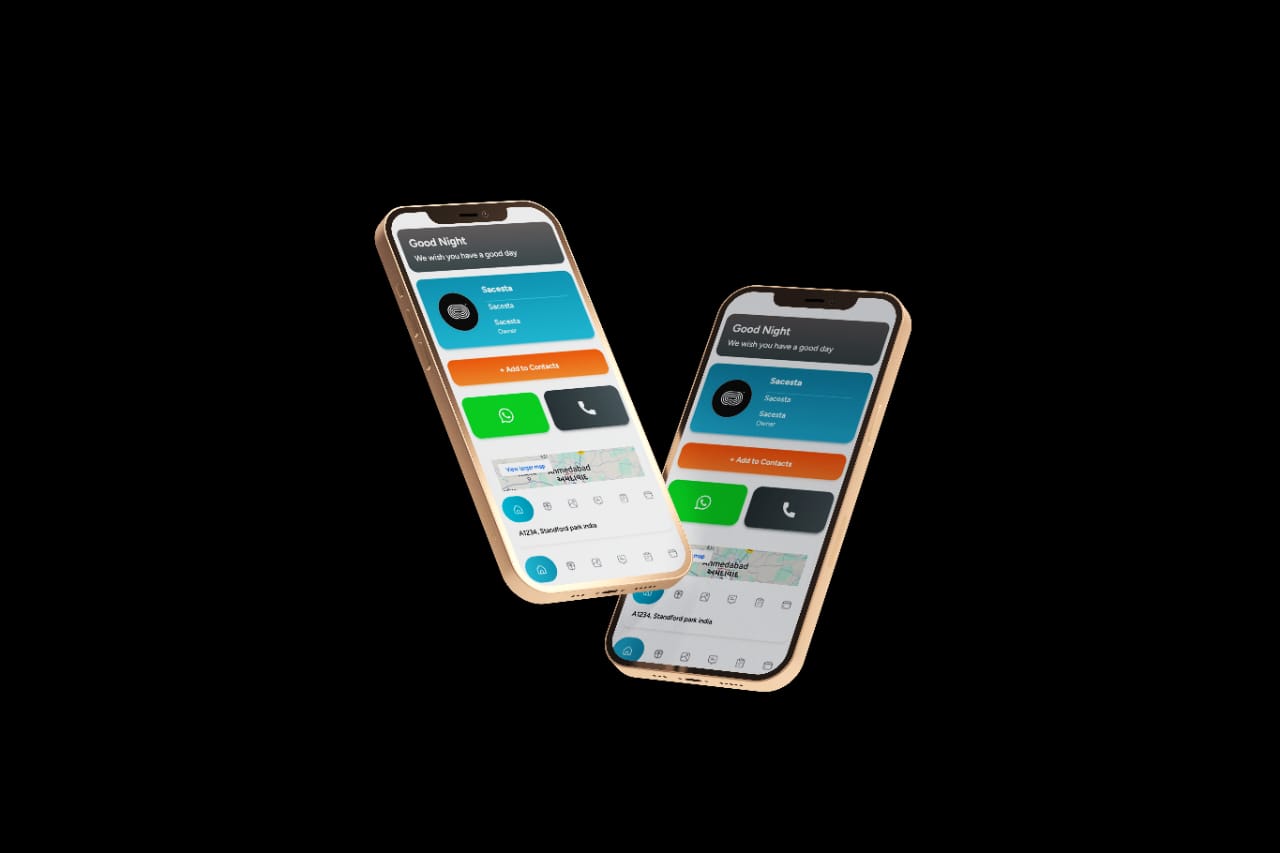 Good Night
We wish you have a good day
Sacesta
Sacesta
Sacesta
Owner
+ Add to Contacts
View larger map
Ahmedabad
અમદાવાદ
A1234, Standford park india
Good Night
We wish you have a good day
Sacesta
Sacesta
Sacesta
Owner
+ Add to Contacts
map
Ahmedabad
અમદાવાદ
A1234, Standford park india